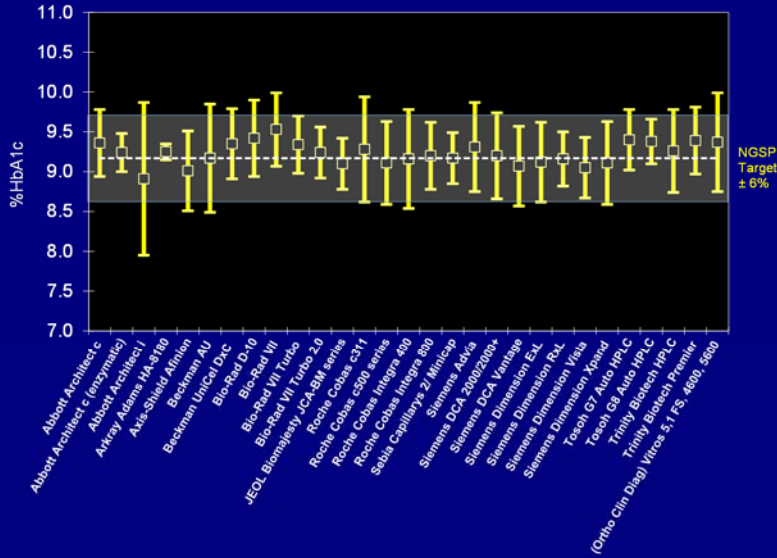 11.0
10.5
10.0
9.5
9.0
8.5
8.0
7.5
7.0
%HbA1c
NGSP
Target
± 6%
Abbott Architect c
Abbott Architect c (enzymatic)
Abbott Architect i
Arkray Adams HA-8180
Axis-Shield Afinion
Beckman AU
Beckman UniCel DxC
Bio-Rad D-10
Bio-Rad VII
Bio-Rad VII Turbo
Bio-Rad VII Turbo 2.0
JEOL Biomajesty JCA-BM series
Roche Cobas c311
Roche Cobas c500 series
Roche Cobas Integra 400
Roche Cobas Integra 800
Sebia Capillarys 2/ Minicap
Siemens Advia
Siemens DCA 2000/2000+
Siemens DCA Vantage
Siemens Dimension ExL
Siemens Dimension RxL
Siemens Dimension Vista
Siemens Dimension Xpand
Tosoh G7 Auto HPLC
Tosoh G8 Auto HPLC
Trinity Biotech HPLC
Trinity Biotech Premier
(Ortho Clin Diag) Vitros 5,1 FS, 4600, 5600